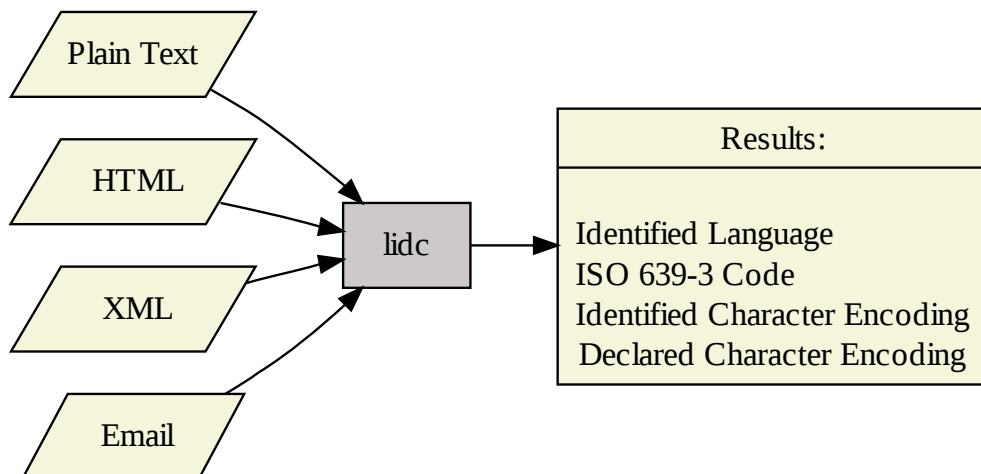 Plain Text
HTML
XML
Email
lidc
Results:
Identified Language
ISO 639-3 Code
Identified Character Encoding
Declared Character Encoding